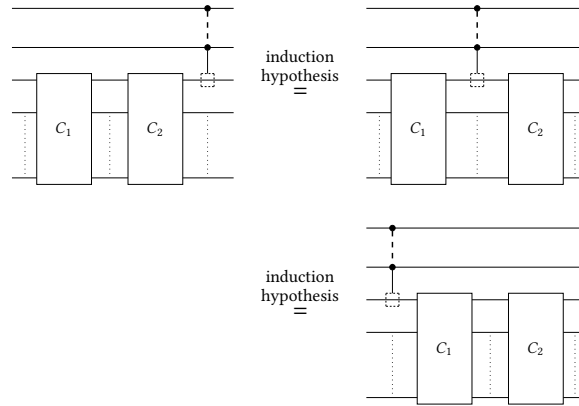 induction
hypothesis
=
C1
C2
C1
C2
induction
hypothesis
=
C1
C2